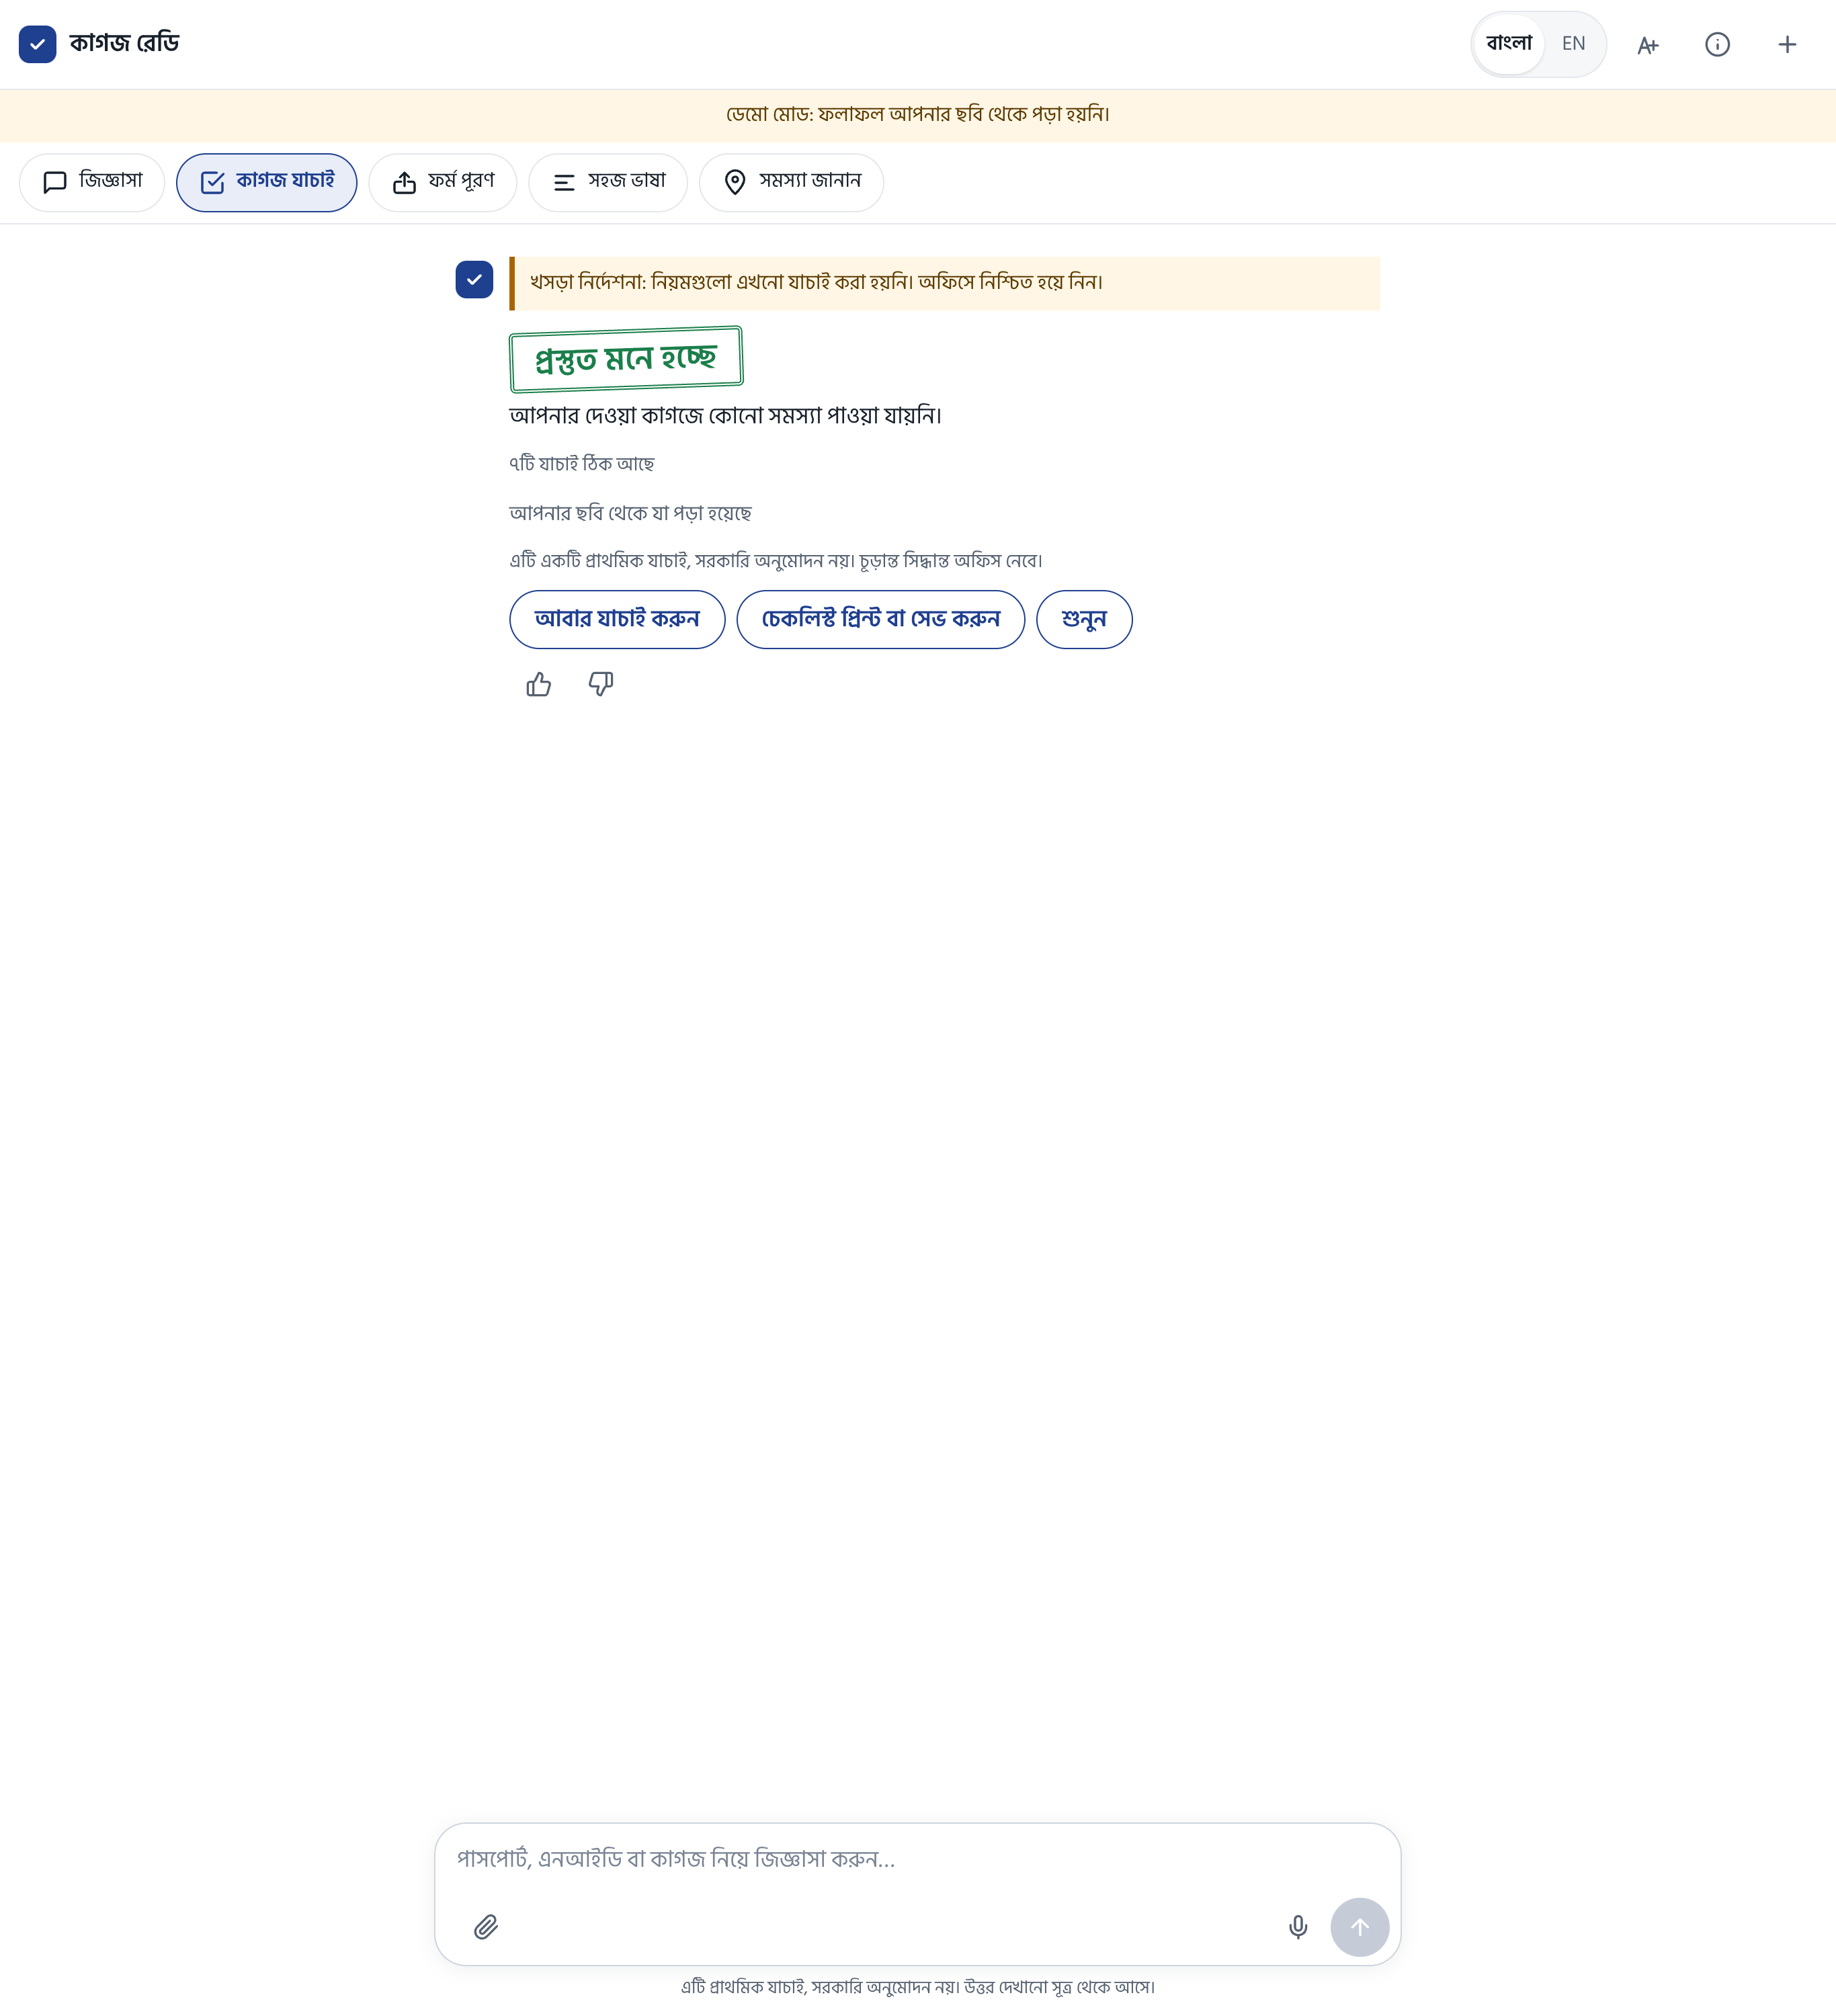 কাগজ রেডি
বাংলা EN A+
ডেমো মোড: ফলাফল আপনার ছবি থেকে পড়া হয়নি।
জিজ্ঞাসা কাগজ যাচাই ফর্ম পূরণ সহজ ভাষা সমস্যা জানান
খসড়া নির্দেশনা: নিয়মগুলো এখনো যাচাই করা হয়নি। অফিসে নিশ্চিত হয়ে নিন।
প্রস্তুত মনে হচ্ছে
আপনার দেওয়া কাগজে কোনো সমস্যা পাওয়া যায়নি।
৭টি যাচাই ঠিক আছে
আপনার ছবি থেকে যা পড়া হয়েছে
এটি একটি প্রাথমিক যাচাই, সরকারি অনুমোদন নয়। চূড়ান্ত সিদ্ধান্ত অফিস নেবে।
আবার যাচাই করুন চেকলিস্ট প্রিন্ট বা সেভ করুন শুনুন
পাসপোর্ট, এনআইডি বা কাগজ নিয়ে জিজ্ঞাসা করুন...
এটি প্রাথমিক যাচাই, সরকারি অনুমোদন নয়। উত্তর দেখানো সূত্র থেকে আসে।